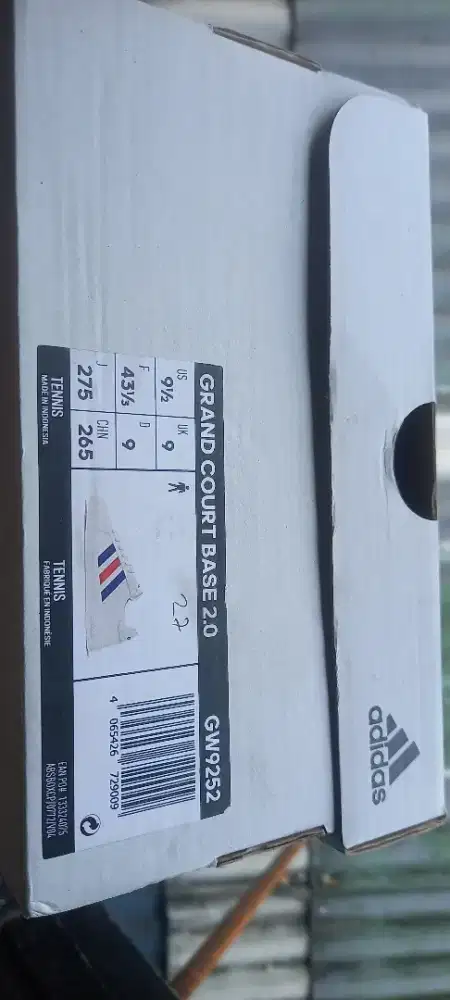 GRAND COURT BASE 2.0 GW9252
US UK
9½ 9
F D
43⅓ 9
J CHN
275 265
27
4 065426 729009
TENNIS
MADE IN INDONESIA
TENNIS
FABRIQUÉ EN INDONÉSIE
adidas